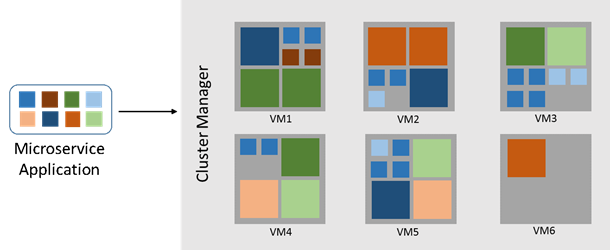 Microservice
Application
Cluster Manager
VM1
VM2
VM3
VM4
VM5
VM6